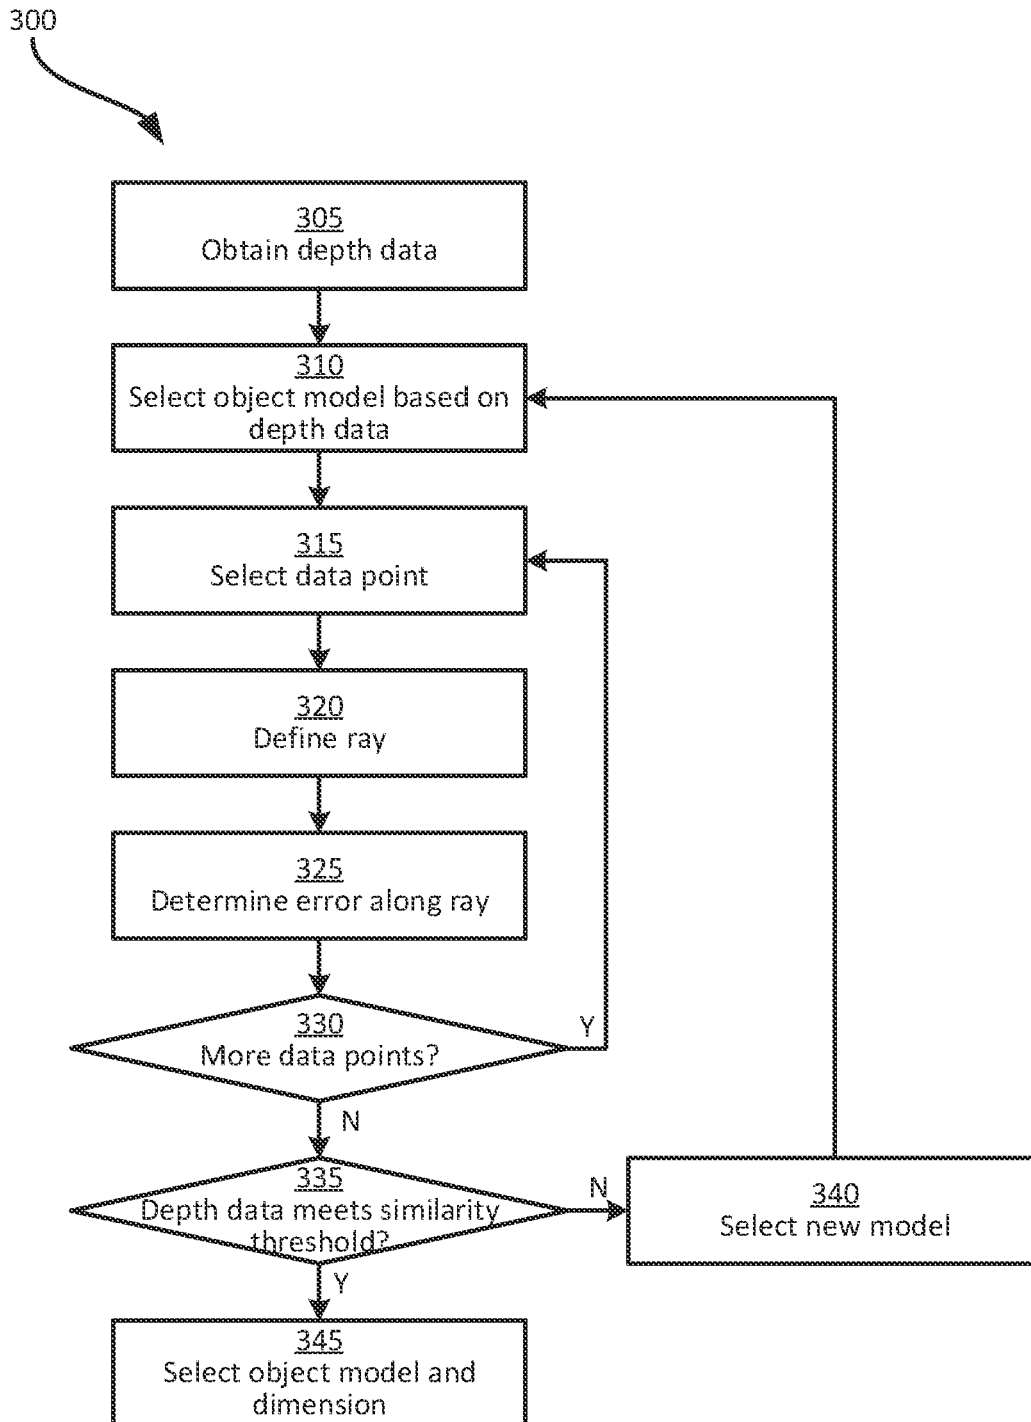 300
305
Obtain depth data
310
Select object model based on
depth data
315
Select data point
320
Define ray
325
Determine error along ray
330
More data points?
Y
N
335
Depth data meets similarity
threshold?
N
340
Select new model
Y
345
Select object model and
dimension